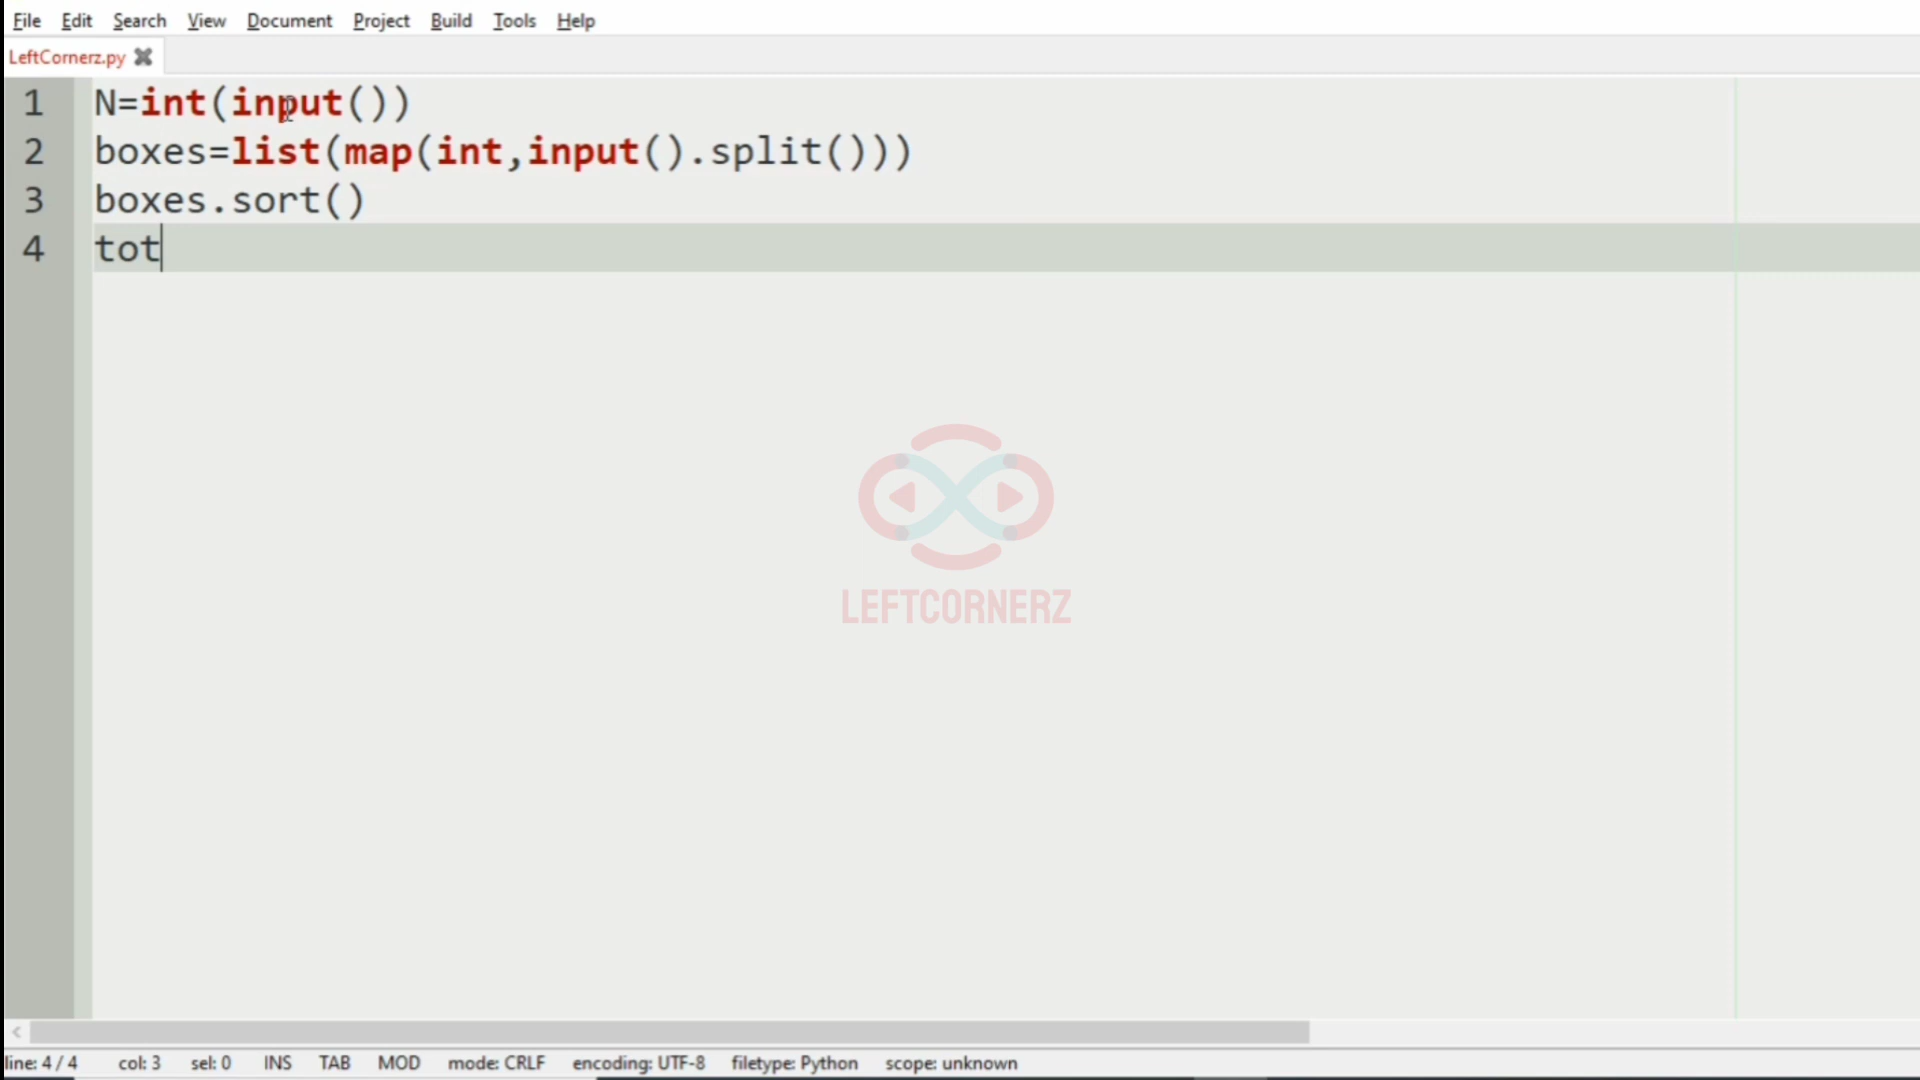 File Edit Search View Document Project Build Tools Help
LeftCornerz.py
1 N=int(input())
2 boxes=list(map(int,input().split()))
3 boxes.sort()
4 tot
LEFTCORNERZ
line: 4 / 4 col: 3 sel: 0 INS TAB MOD mode: CRLF encoding: UTF-8 filetype: Python scope: unknown